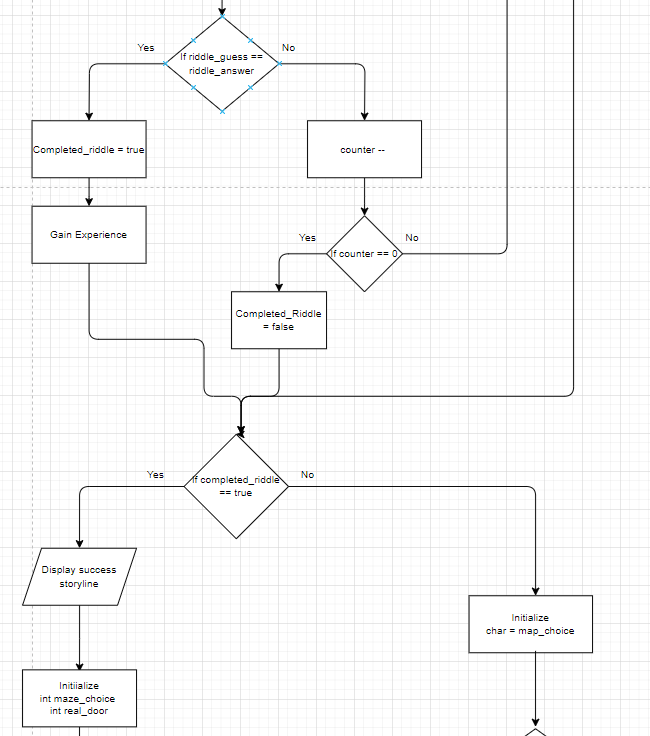 Yes
No
If riddle_guess ==
riddle_answer
Completed_riddle = true
counter --
Gain Experience
Yes
No
If counter == 0
Completed_Riddle
= false
Yes
No
If completed_riddle
== true
Display success
storyline
Initialize
char = map_choice
Initiialize
int maze_choice
int real_door